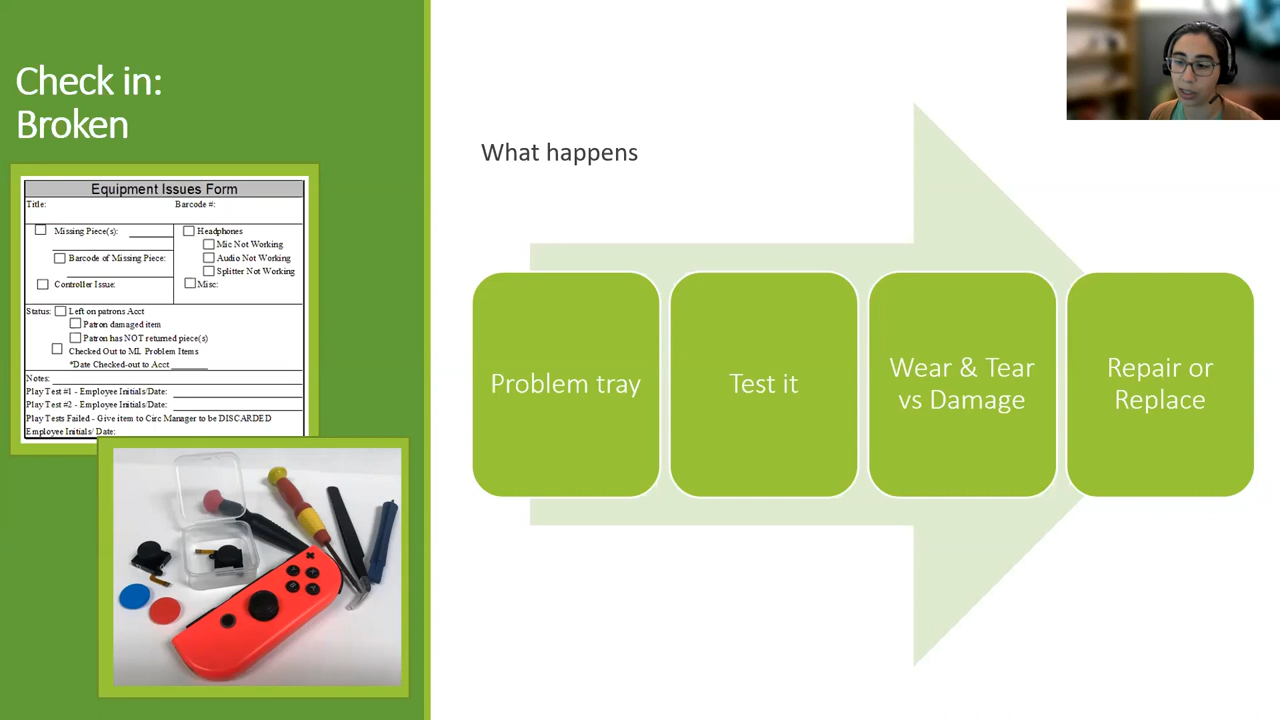 Check in:
Broken
Equipment Issues Form
Title: Barcode #:
Missing Piece(s):
Barcode of Missing Piece:
Controller Issue:
Headphones
Mic Not Working
Audio Not Working
Splitter Not Working
Misc:
Status: Left on patrons Acct
Patron damaged item
Patron has NOT returned piece(s)
Checked Out to ML Problem Items
*Date Checked-out to Acct
Notes:
Play Test #1 - Employee Initials/Date:
Play Test #2 - Employee Initials/Date:
Play Tests Failed - Give item to Circ Manager to be DISCARDED
Employee Initials/ Date:
What happens
Problem tray
Test it
Wear & Tear
vs Damage
Repair or
Replace